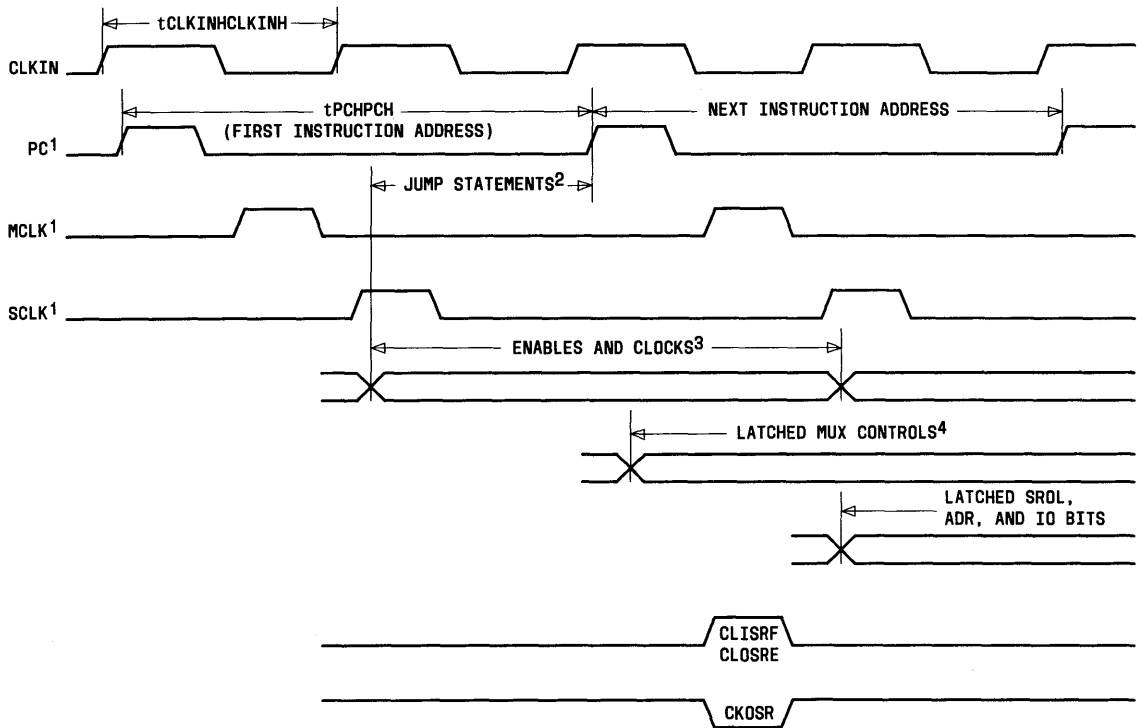 tCLKINHCLKINH
CLKIN
tPCHPCH
(FIRST INSTRUCTION ADDRESS)
NEXT INSTRUCTION ADDRESS
PC1
JUMP STATEMENTS2
MCLK1
SCLK1
ENABLES AND CLOCKS3
LATCHED MUX CONTROLS4
LATCHED SROL,
ADR, AND IO BITS
CLISRF
CLOSRE
CKOSR